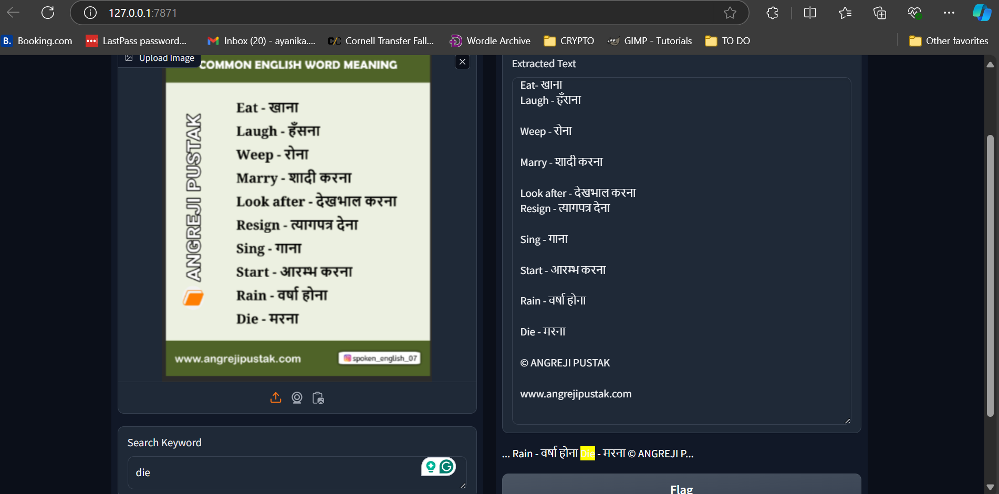 127.0.0.1:7871
Booking.com
LastPass password...
Inbox (20) - ayanika....
Cornell Transfer Fall...
Wordle Archive
CRYPTO
GIMP - Tutorials
TO DO
Other favorites
Upload Image
COMMON ENGLISH WORD MEANING
ANGREJI PUSTAK
Eat - खाना
Laugh - हँसना
Weep - रोना
Marry - शादी करना
Look after - देखभाल करना
Resign - त्यागपत्र देना
Sing - गाना
Start - आरम्भ करना
Rain - वर्षा होना
Die - मरना
www.angrejipustak.com
spoken_english_07
Search Keyword
die
Extracted Text
Eat- खाना
Laugh - हँसना
Weep - रोना
Marry - शादी करना
Look after - देखभाल करना
Resign - त्यागपत्र देना
Sing - गाना
Start - आरम्भ करना
Rain - वर्षा होना
Die - मरना
© ANGREJI PUSTAK
www.angrejipustak.com
... Rain - वर्षा होना Die - मरना © ANGREJI P...
Flag